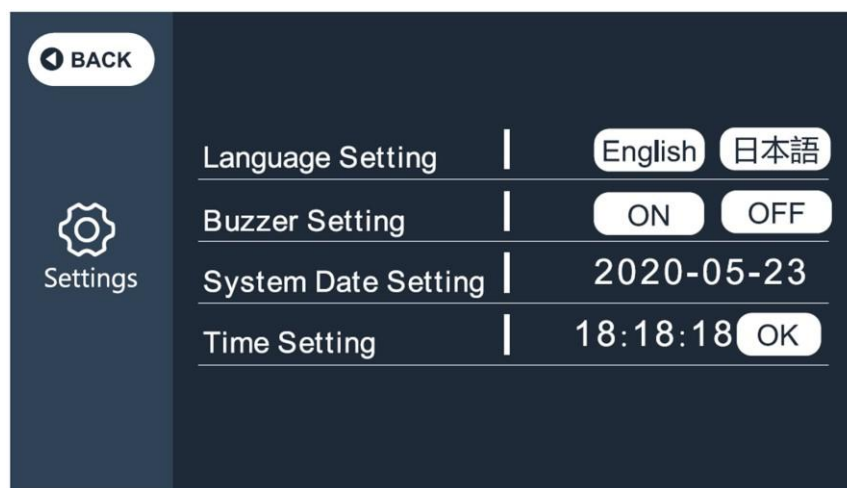 BACK
Language Setting English 日本語
Buzzer Setting ON OFF
Settings
System Date Setting 2020-05-23
Time Setting 18:18:18 OK